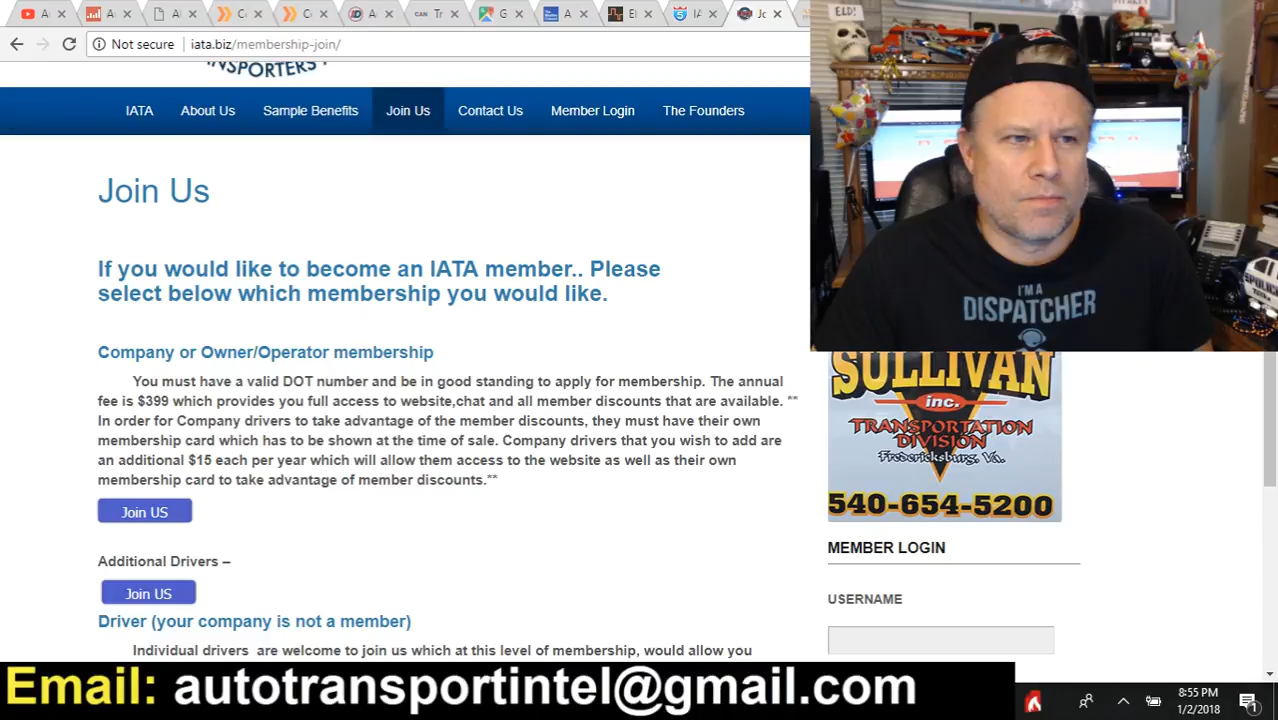 CAN
Tr
G
A
El
IA
Jo
Not secure
iata.biz/membership-join/
ELD!
NSPORTERS
IATA
About Us
Sample Benefits
Join Us
Contact Us
Member Login
The Founders
I'M A
DISPATCHER
POLICE
Join Us
If you would like to become an IATA member.. Please
select below which membership you would like.
Company or Owner/Operator membership
You must have a valid DOT number and be in good standing to apply for membership. The annual
fee is $399 which provides you full access to website,chat and all member discounts that are available. **
In order for Company drivers to take advantage of the member discounts, they must have their own
membership card which has to be shown at the time of sale. Company drivers that you wish to add are
an additional $15 each per year which will allow them access to the website as well as their own
membership card to take advantage of member discounts.**
Join US
Additional Drivers –
Join US
Driver (your company is not a member)
Individual drivers are welcome to join us which at this level of membership, would allow you
SULLIVAN
inc.
TRANSPORTATION
DIVISION
Fredericksburg, Va.
540-654-5200
MEMBER LOGIN
USERNAME
Email: autotransportintel@gmail.com
8:55 PM
1/2/2018
1